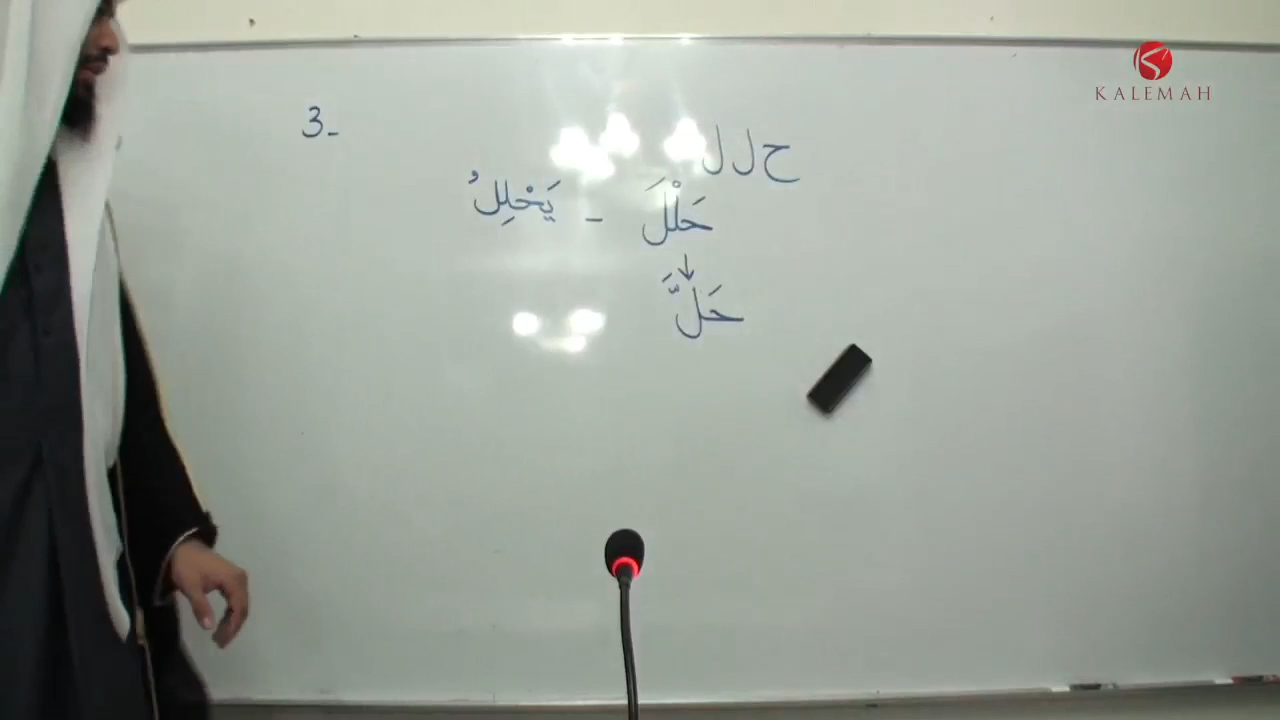 KALEMAH
3-
ح ل ل
حَلْلَ - يَحْلِلُ
↓
حَلَّ